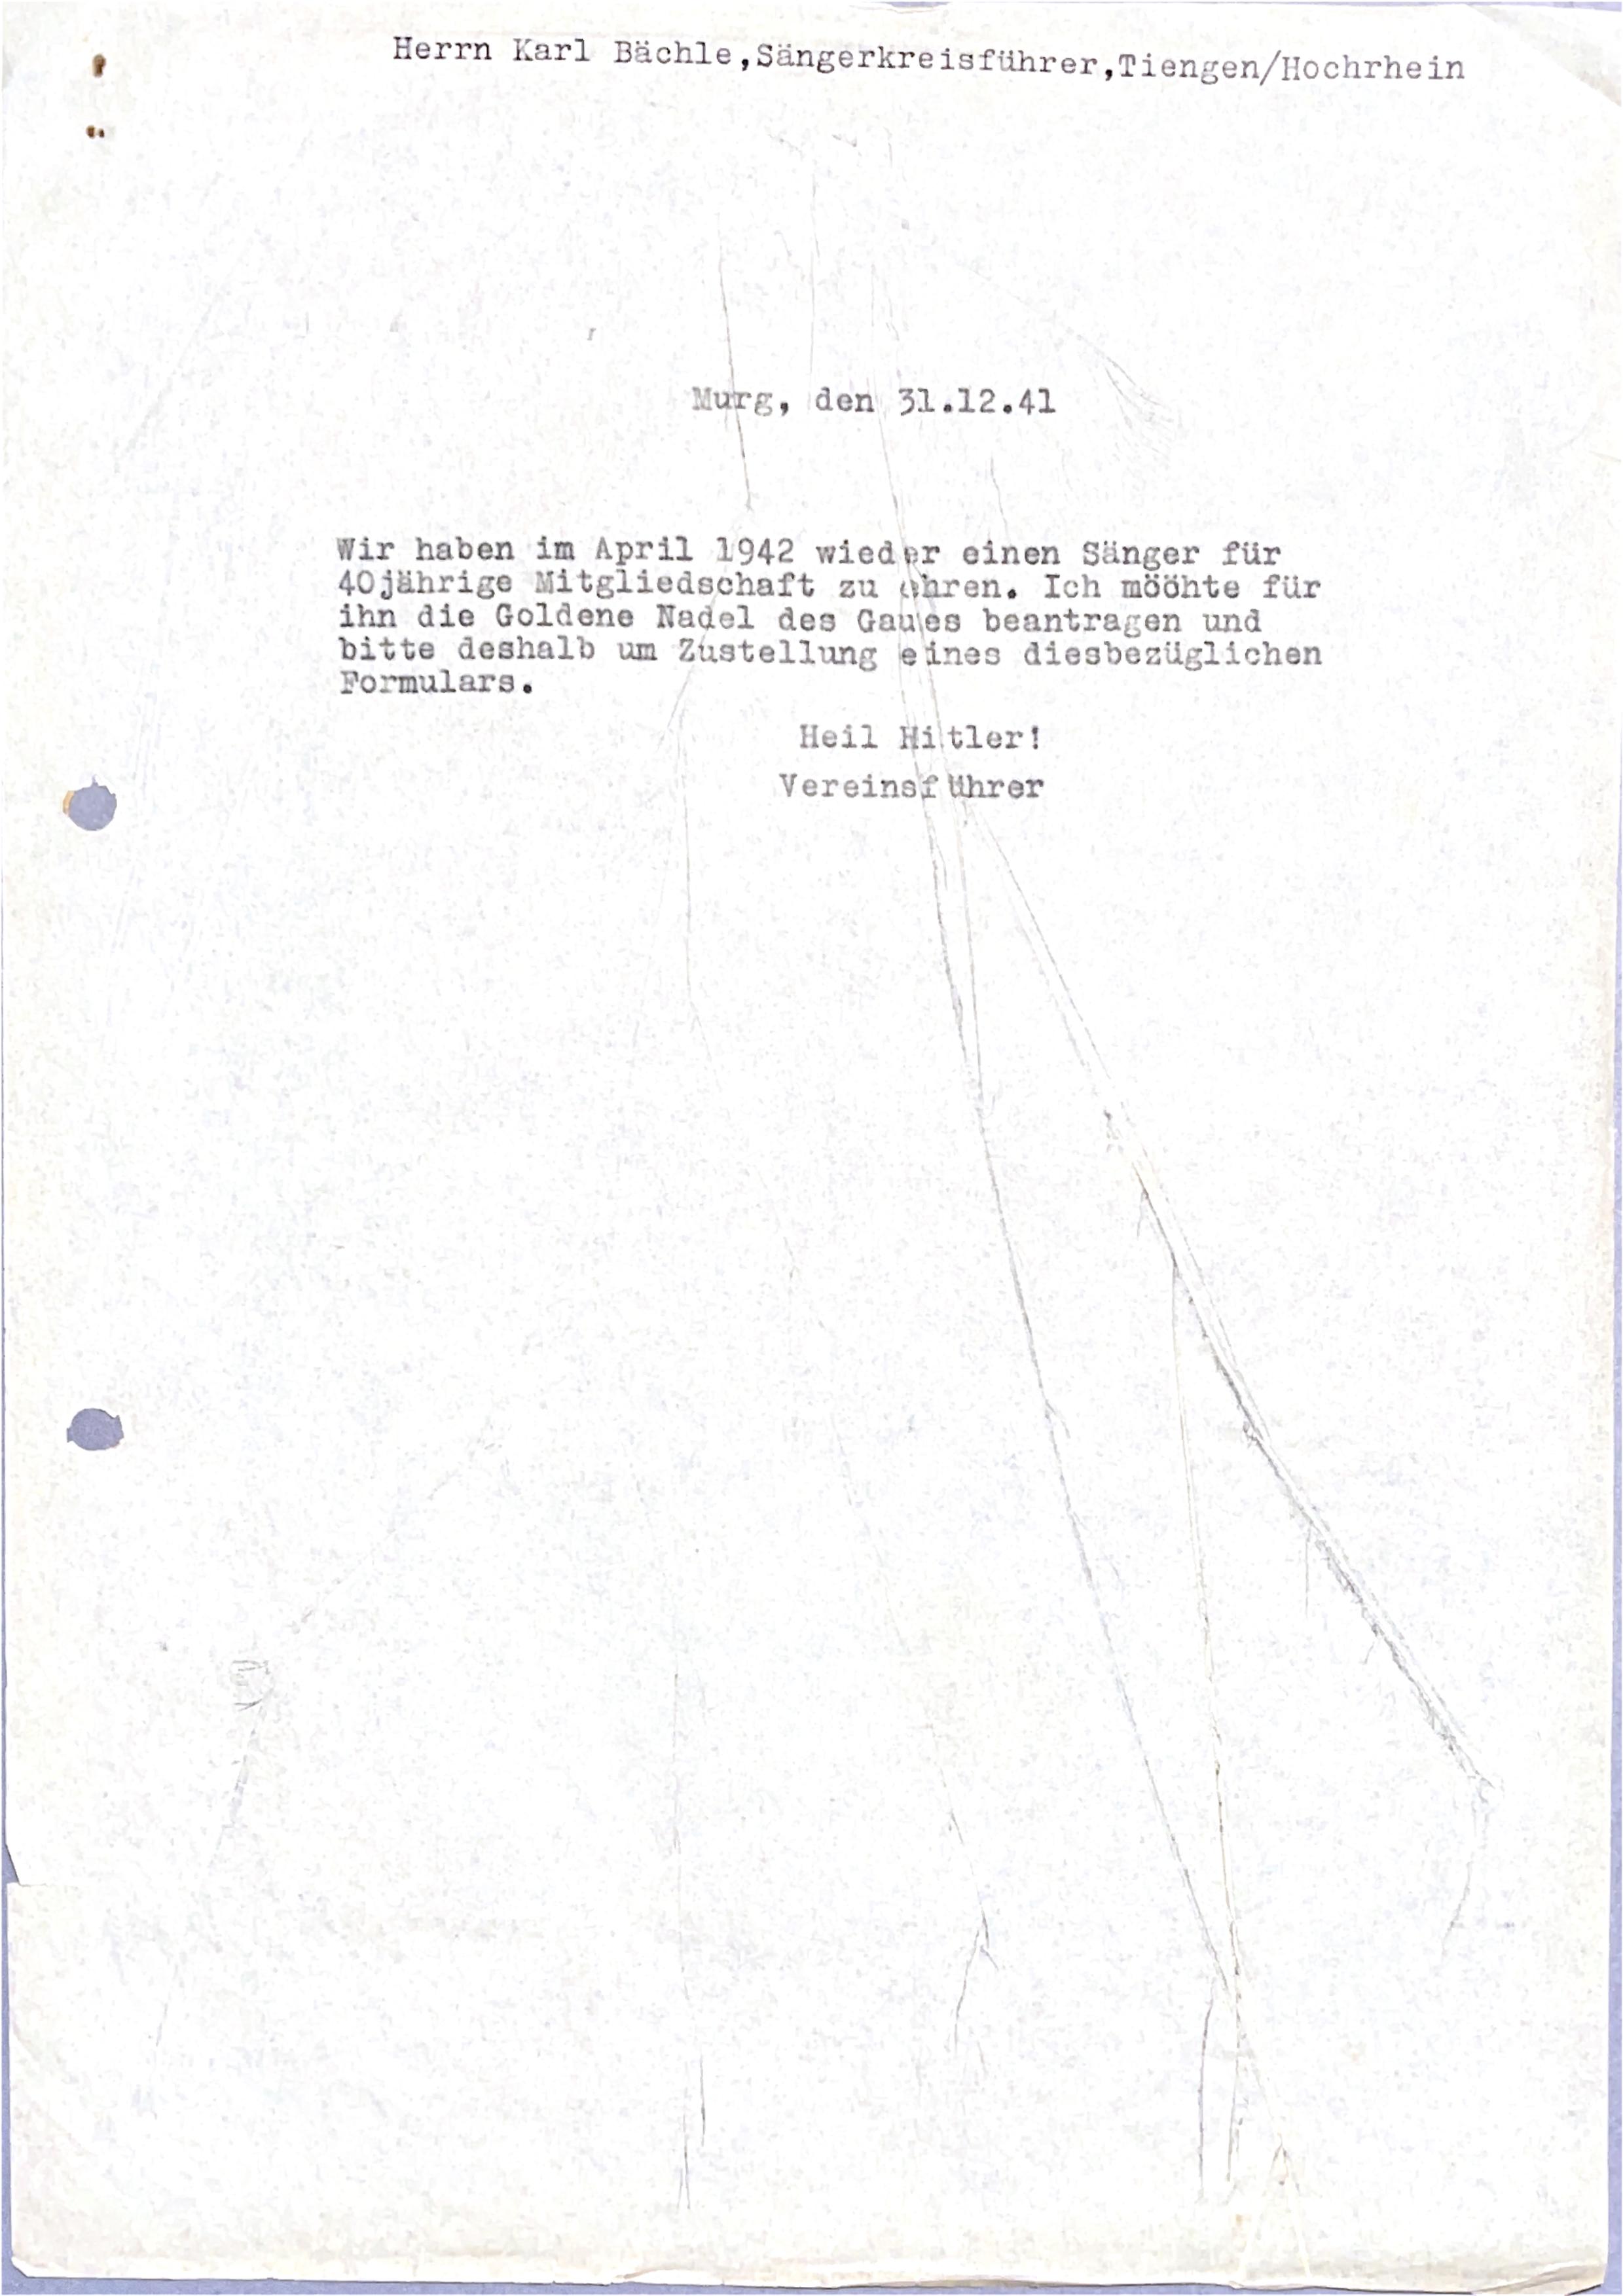 Herrn Karl Bächle,Sängerkreisführer,Tiengen/Hochrhein
Murg, den 31.12.41
Wir haben im April 1942 wieder einen Sänger für
40jährige Mitgliedschaft zu ehren. Ich mööhte für
ihn die Goldene Nadel des Gaues beantragen und
bitte deshalb um Zustellung eines diesbezüglichen
Formulars.
Heil Hitler!
Vereinsführer